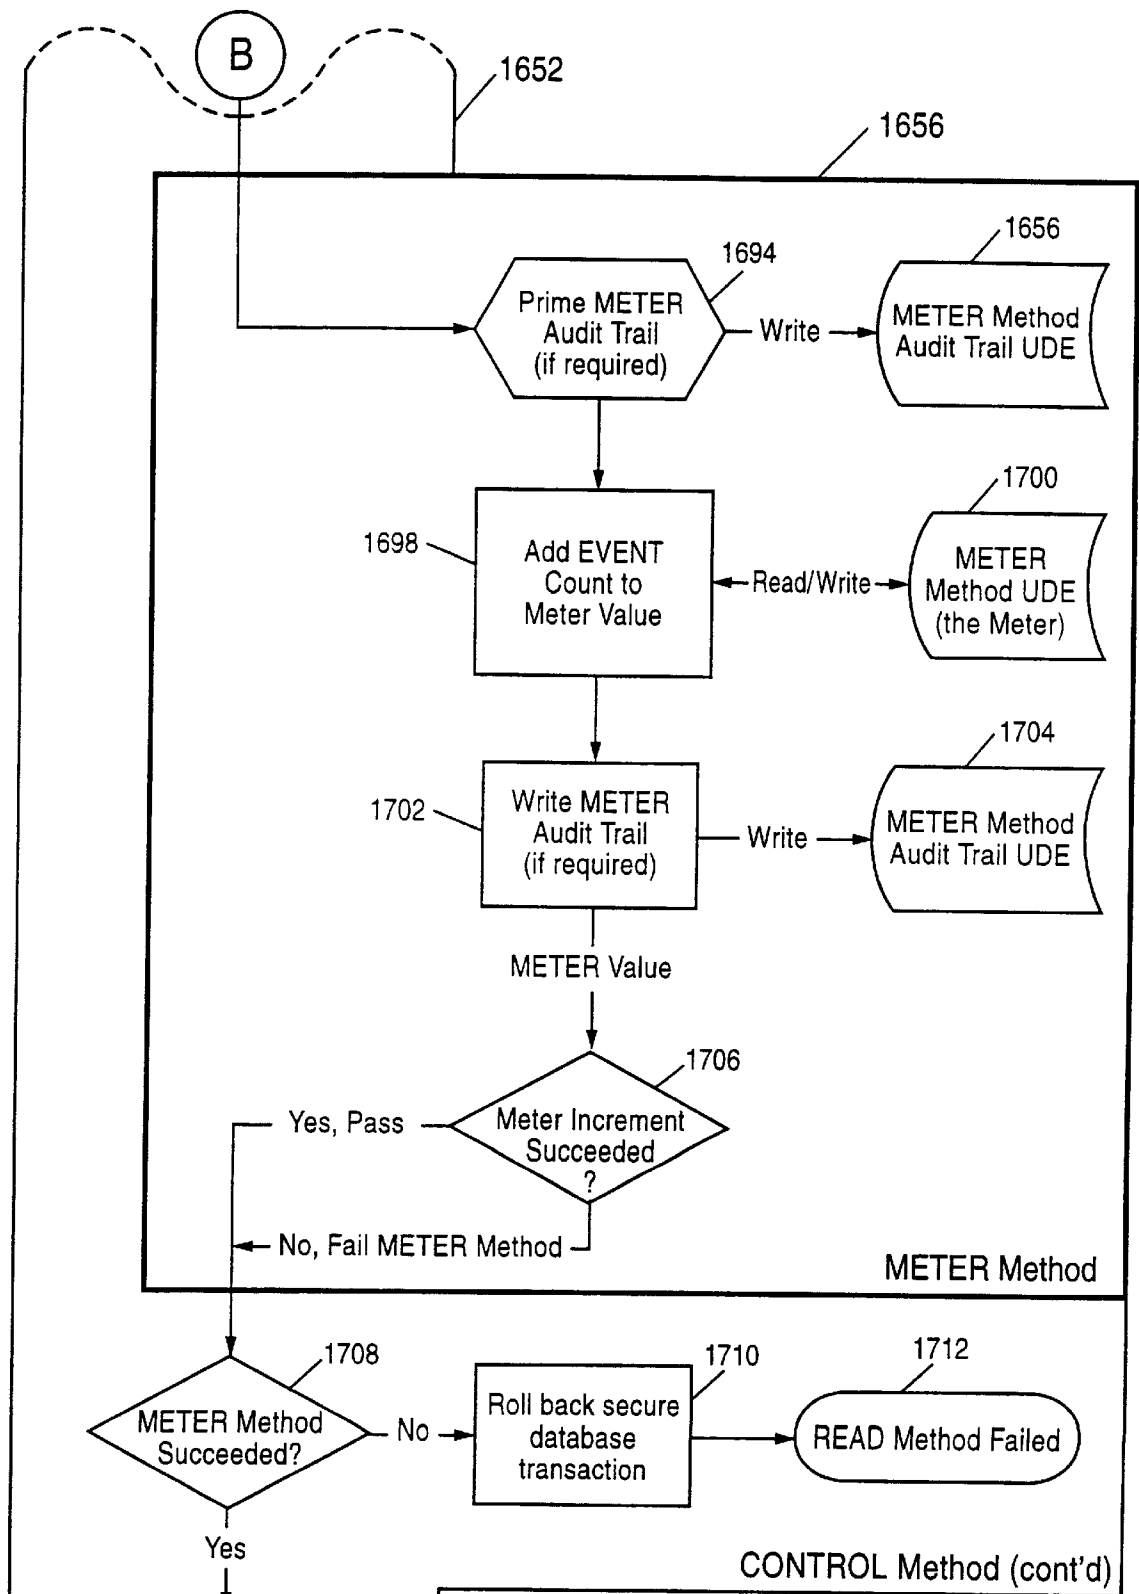 B
1652
1656
1656
1694
Prime METER
Audit Trail
(if required)
Write
METER Method
Audit Trail UDE
1700
1698
Add EVENT
Count to
Meter Value
Read/Write
METER
Method UDE
(the Meter)
1704
1702
Write METER
Audit Trail
(if required)
Write
METER Method
Audit Trail UDE
METER Value
1706
Yes, Pass
Meter Increment
Succeeded
?
No, Fail METER Method
METER Method
1708
METER Method
Succeeded?
No
1710
Roll back secure
database
transaction
1712
READ Method Failed
Yes
CONTROL Method (cont'd)